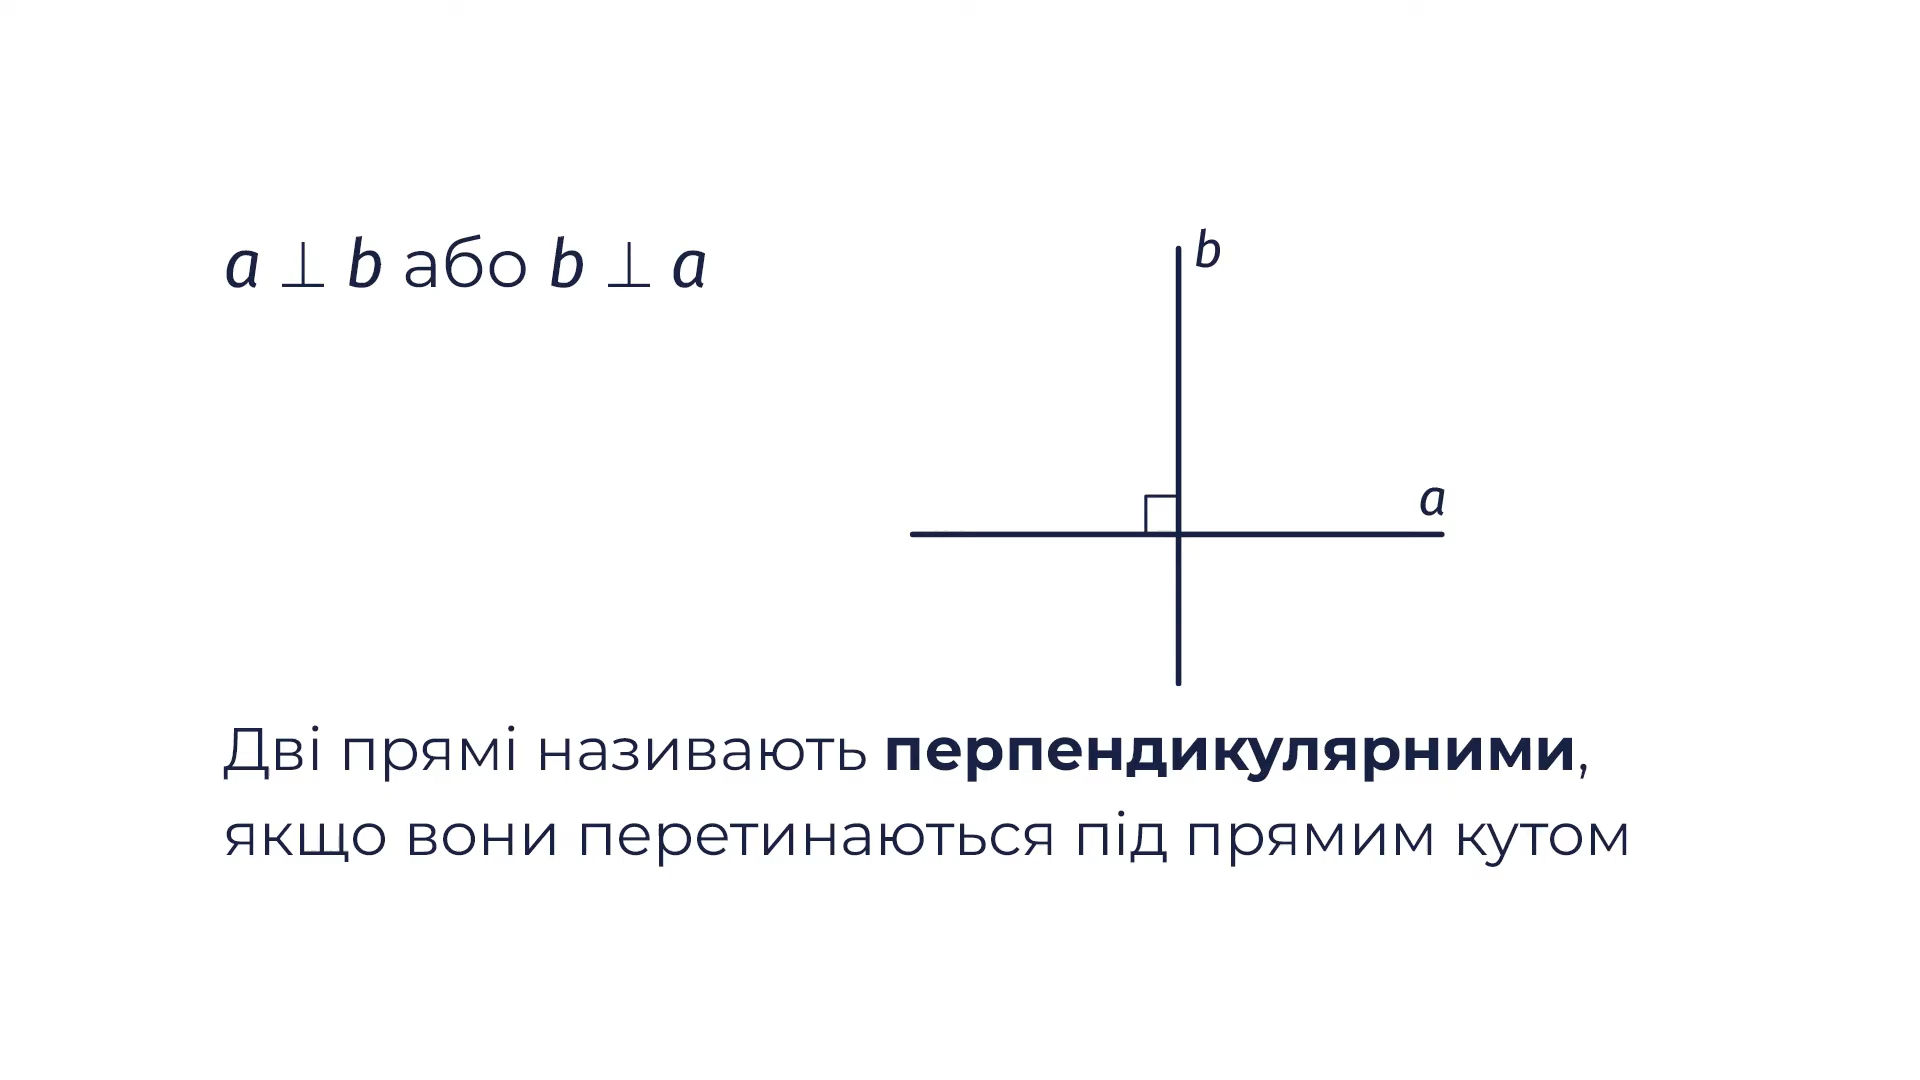 a ⊥ b або b ⊥ a
b
a
Дві прямі називають перпендикулярними,
якщо вони перетинаються під прямим кутом